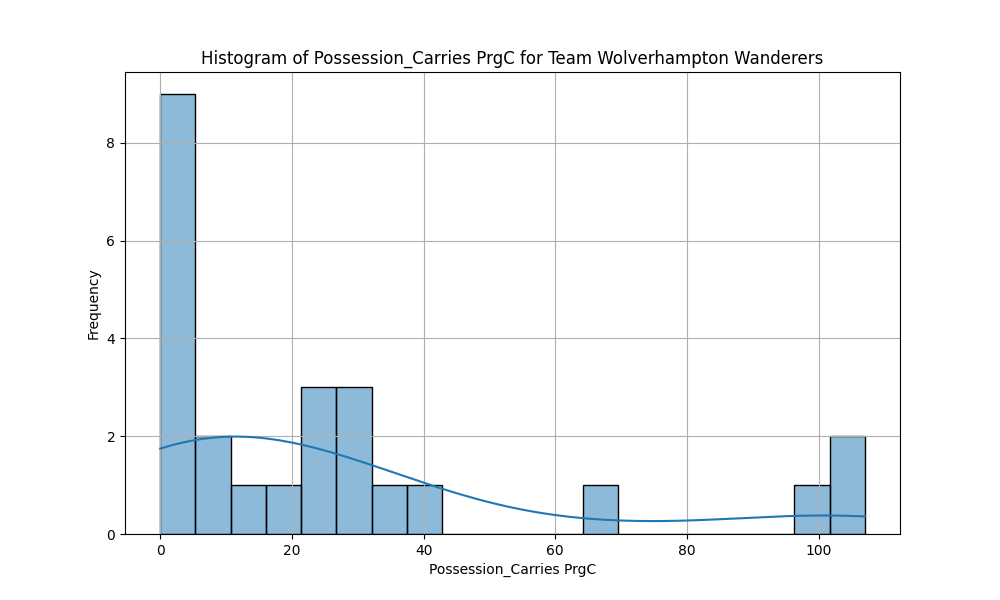 Histogram of Possession_Carries PrgC for Team Wolverhampton Wanderers
8
6
4
2
0
Frequency
0 20 40 60 80 100
Possession_Carries PrgC